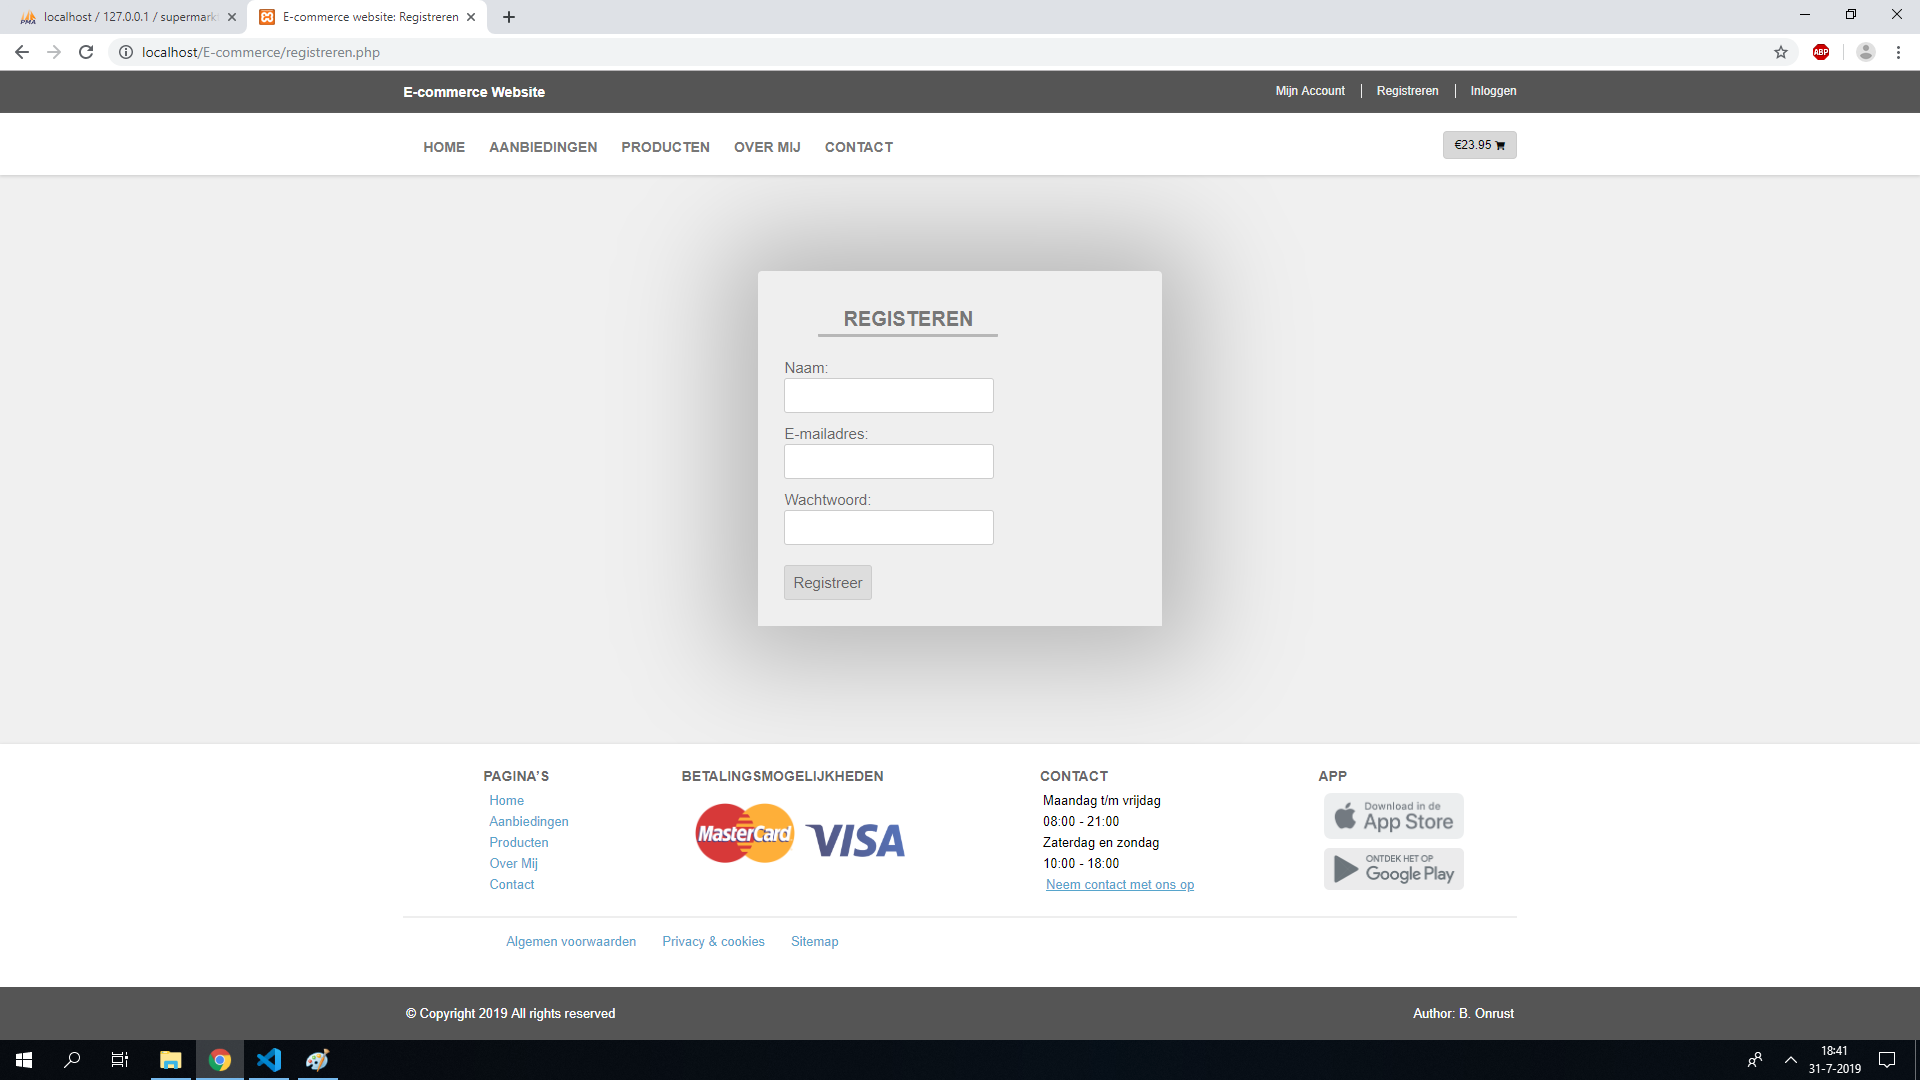 localhost / 127.0.0.1 / supermarkt
E-commerce website: Registreren
localhost/E-commerce/registreren.php
ABP
E-commerce Website
Mijn Account
Registreren
Inloggen
HOME
AANBIEDINGEN
PRODUCTEN
OVER MIJ
CONTACT
€23.95
REGISTEREN
Naam:
E-mailadres:
Wachtwoord:
Registreer
PAGINA'S
Home
Aanbiedingen
Producten
Over Mij
Contact
BETALINGSMOGELIJKHEDEN
MasterCard
VISA
CONTACT
Maandag t/m vrijdag
08:00 - 21:00
Zaterdag en zondag
10:00 - 18:00
Neem contact met ons op
APP
Download in de
App Store
ONTDEK HET OP
Google Play
Algemen voorwaarden
Privacy & cookies
Sitemap
© Copyright 2019 All rights reserved
Author: B. Onrust
18:41
31-7-2019